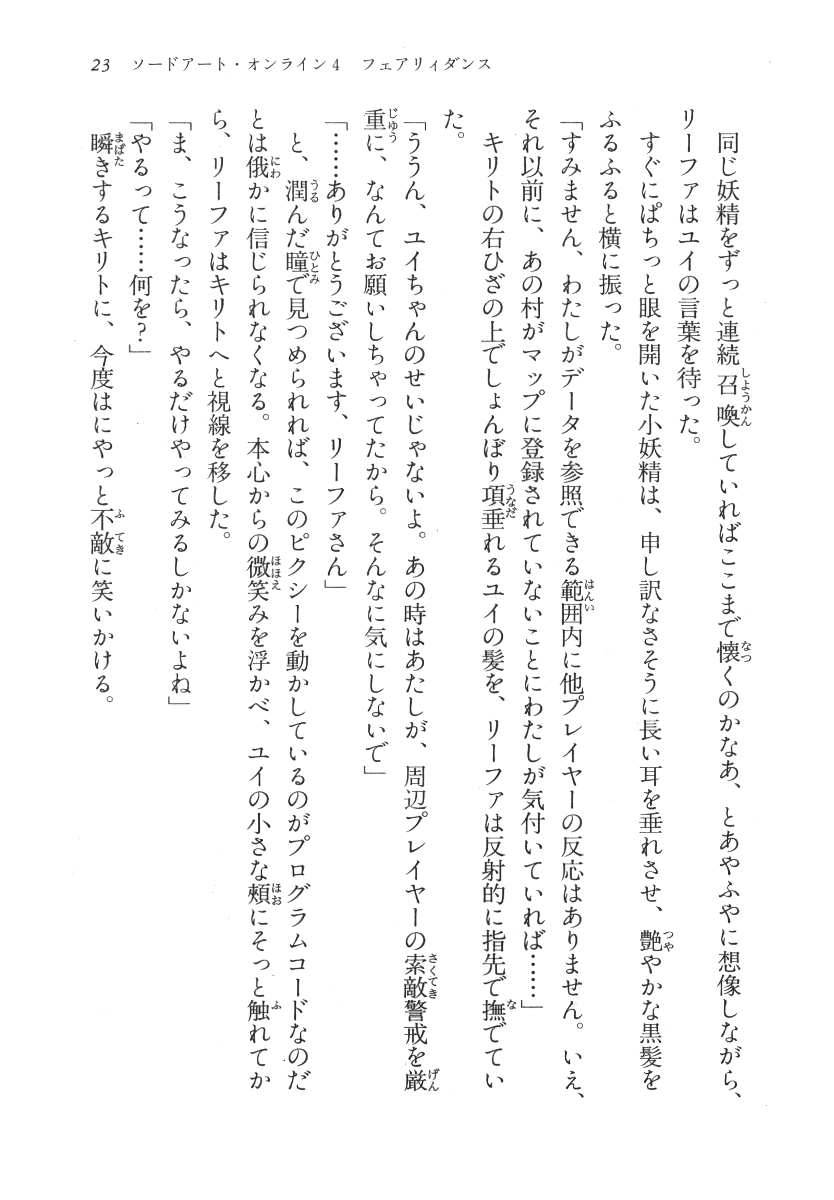 23 ソードアート・オンライン4 フェアリィダンス
　同じ妖精をずっと連続召喚していればここまで懐くのかなあ、とあやふやに想像しながら、
リーファはユイの言葉を待った。
　すぐにぱちっと眼を開いた小妖精は、申し訳なさそうに長い耳を垂れさせ、艶やかな黒髪を
ふるふると横に振った。
「すみません、わたしがデータを参照できる範囲内に他プレイヤーの反応はありません。いえ、
それ以前に、あの村がマップに登録されていないことにわたしが気付いていれば……」
　キリトの右ひざの上でしょんぼり項垂れるユイの髪を、リーファは反射的に指先で撫でてい
た。
「ううん、ユイちゃんのせいじゃないよ。あの時はあたしが、周辺プレイヤーの索敵警戒を厳
重に、なんてお願いしちゃってたから。そんなに気にしないで」
「……ありがとうございます、リーファさん」
　と、潤んだ瞳で見つめられれば、このピクシーを動かしているのがプログラムコードなのだ
とは俄かに信じられなくなる。本心からの微笑みを浮かべ、ユイの小さな頬にそっと触れてか
ら、リーファはキリトへと視線を移した。
「ま、こうなったら、やるだけやってみるしかないよね」
「やるって……何を？」
　瞬きするキリトに、今度はにやっと不敵に笑いかける。